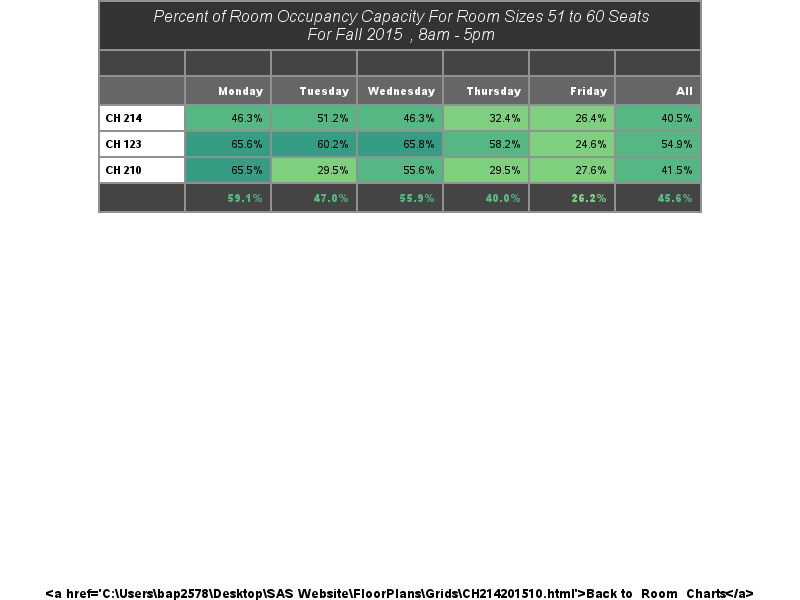 Percent of Room Occupancy Capacity For Room Sizes 51 to 60 Seats
For Fall 2015 , 8am - 5pm
Monday Tuesday Wednesday Thursday Friday All
CH 214 46.3% 51.2% 46.3% 32.4% 26.4% 40.5%
CH 123 65.6% 60.2% 65.8% 58.2% 24.6% 54.9%
CH 210 65.5% 29.5% 55.6% 29.5% 27.6% 41.5%
59.1% 47.0% 55.9% 40.0% 26.2% 45.6%
<a href='C:\Users\bap2578\Desktop\SAS Website\FloorPlans\Grids\CH214201510.html'>Back to Room Charts</a>